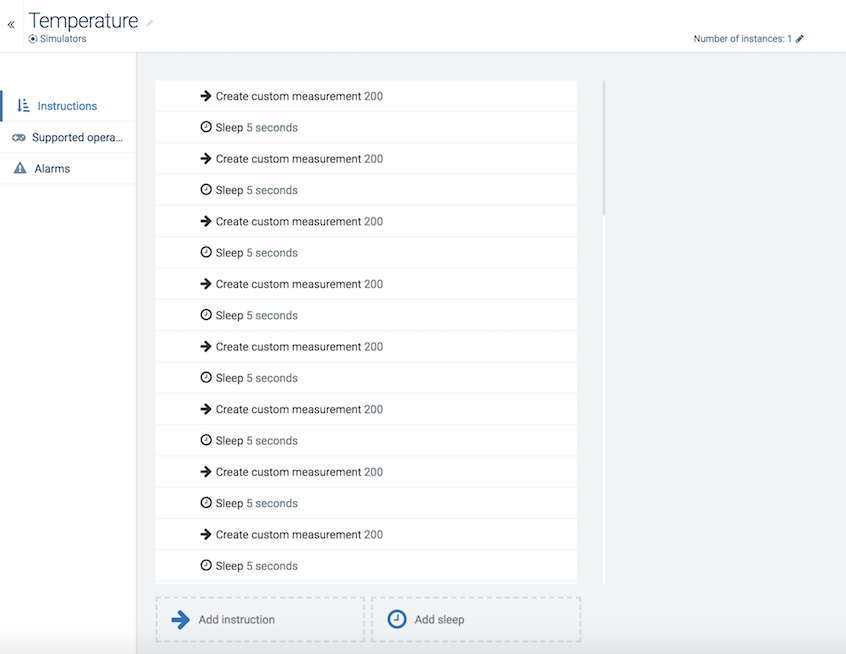 «
Temperature
Simulators
Number of instances: 1
Instructions
Supported opera...
Alarms
Create custom measurement 200
Sleep 5 seconds
Create custom measurement 200
Sleep 5 seconds
Create custom measurement 200
Sleep 5 seconds
Create custom measurement 200
Sleep 5 seconds
Create custom measurement 200
Sleep 5 seconds
Create custom measurement 200
Sleep 5 seconds
Create custom measurement 200
Sleep 5 seconds
Create custom measurement 200
Sleep 5 seconds
Add instruction
Add sleep